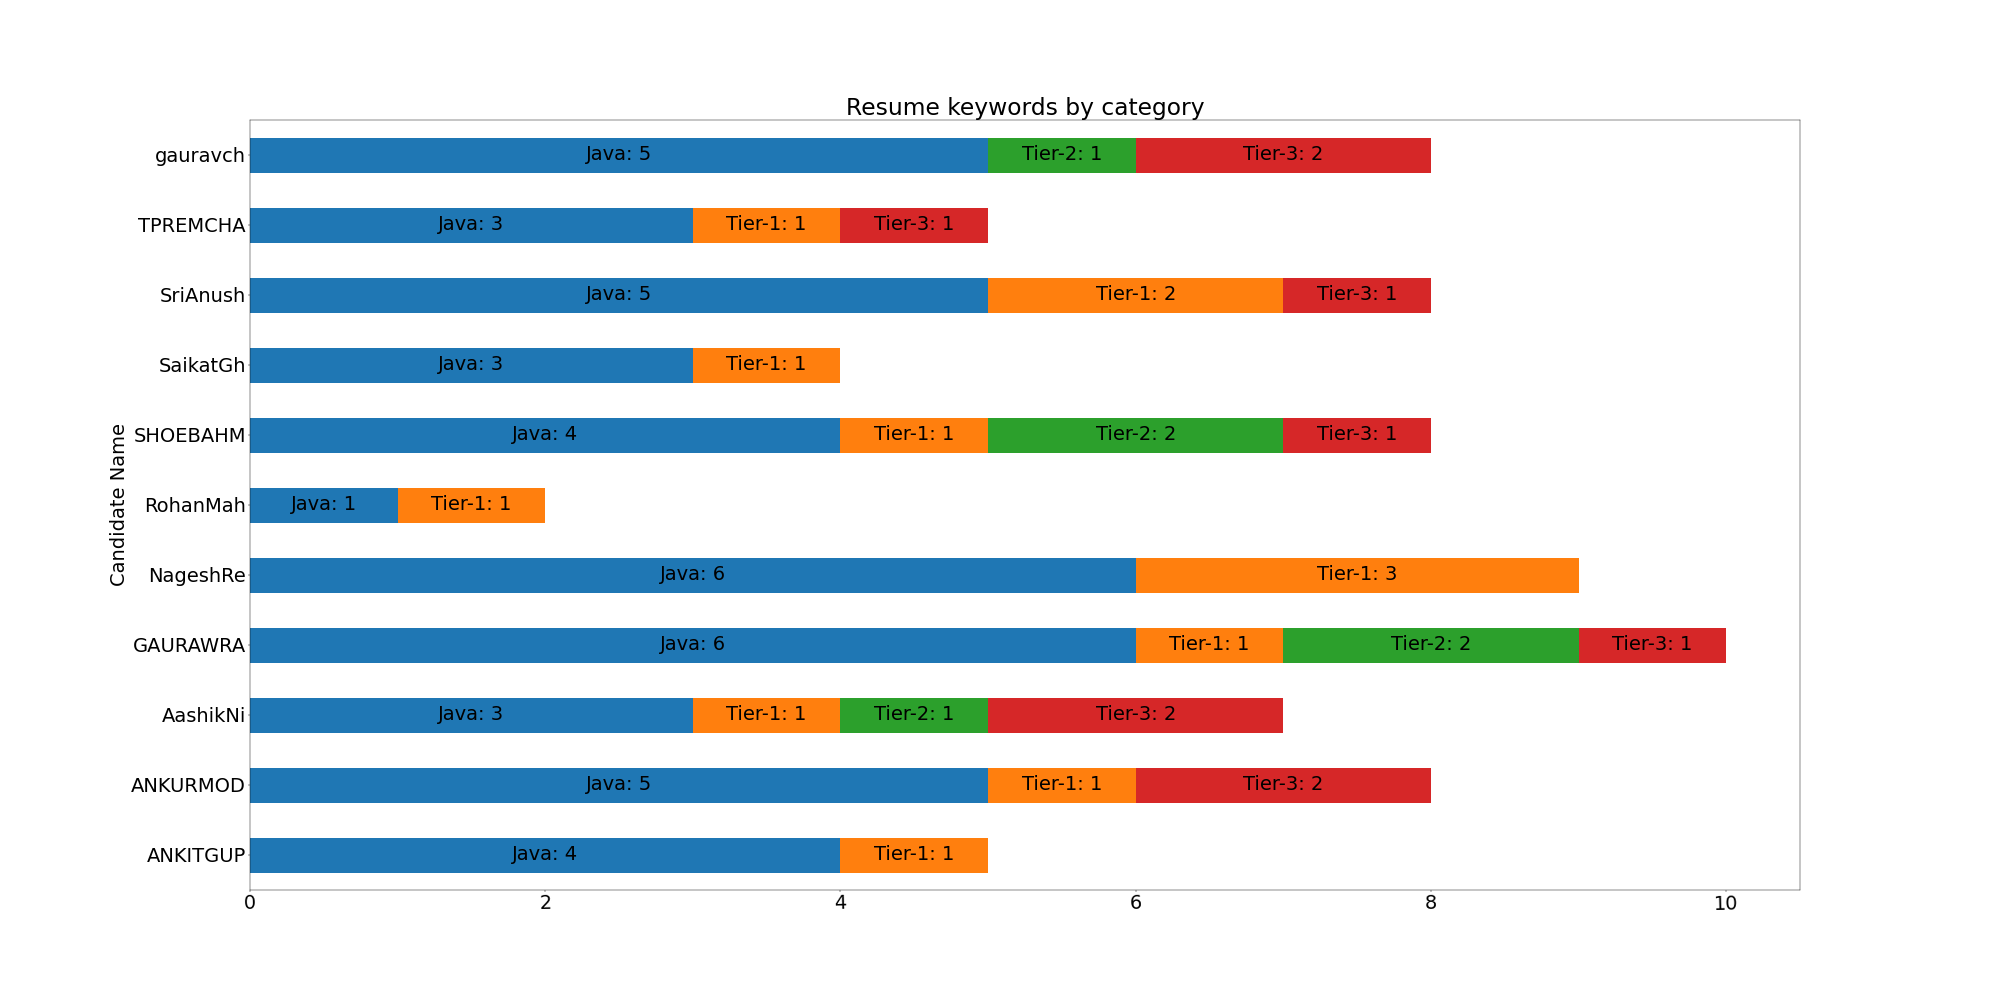 Resume keywords by category
gauravch Java: 5 Tier-2: 1 Tier-3: 2
TPREMCHA Java: 3 Tier-1: 1 Tier-3: 1
SriAnush Java: 5 Tier-1: 2 Tier-3: 1
SaikatGh Java: 3 Tier-1: 1
SHOEBAHM Java: 4 Tier-1: 1 Tier-2: 2 Tier-3: 1
RohanMah Java: 1 Tier-1: 1
NageshRe Java: 6 Tier-1: 3
GAURAWRA Java: 6 Tier-1: 1 Tier-2: 2 Tier-3: 1
AashikNi Java: 3 Tier-1: 1 Tier-2: 1 Tier-3: 2
ANKURMOD Java: 5 Tier-1: 1 Tier-3: 2
ANKITGUP Java: 4 Tier-1: 1
0 2 4 6 8 10
Candidate Name